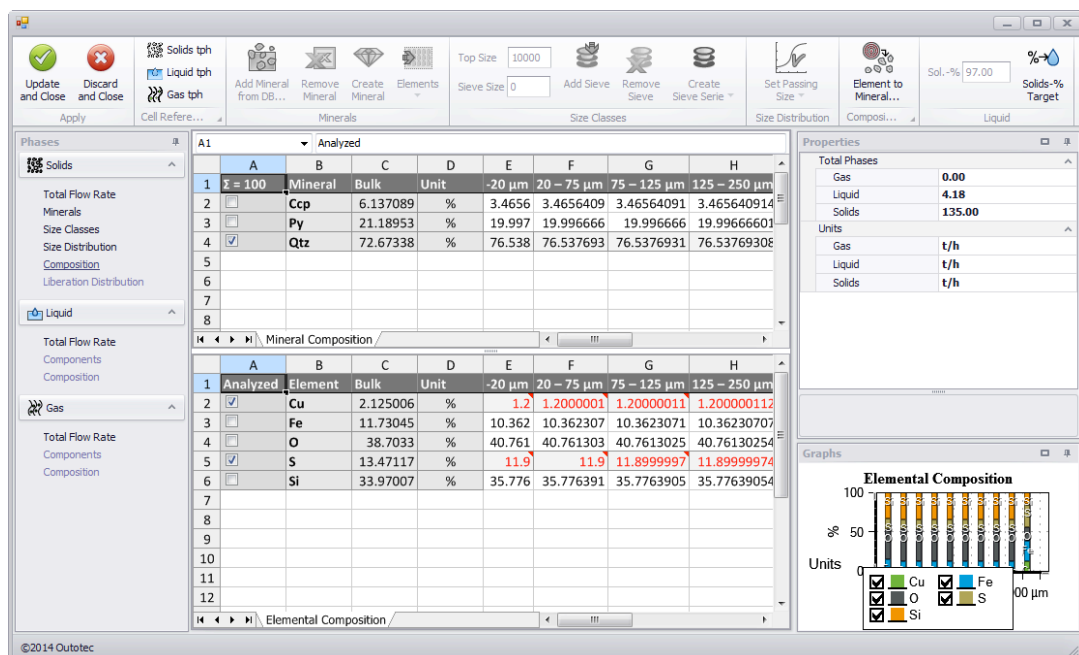 Update and Close
Discard and Close
Solids tph
Liquid tph
Gas tph
Add Mineral from DB...
Remove Mineral
Create Mineral
Elements
Top Size 10000
Sieve Size 0
Add Sieve
Remove Sieve
Create Sieve Serie
Set Passing Size
Element to Mineral...
Sol.-% 97.00
Solids-% Target
Apply
Cell Refere...
Minerals
Size Classes
Size Distribution
Composi...
Liquid
Phases
Solids
Total Flow Rate
Minerals
Size Classes
Size Distribution
Composition
Liberation Distribution
Liquid
Total Flow Rate
Components
Composition
Gas
Total Flow Rate
Components
Composition
A1 Analyzed
A B C D E F G H
1 Σ = 100 Mineral Bulk Unit -20 µm 20 – 75 µm 75 – 125 µm 125 – 250 µm
2 Ccp 6.137089 % 3.4656 3.4656409 3.46564091 3.465640914
3 Py 21.18953 % 19.997 19.996666 19.996666 19.99666601
4 Qtz 72.67338 % 76.538 76.537693 76.5376931 76.53769308
5
6
7
8
Mineral Composition
A B C D E F G H
1 Analyzed Element Bulk Unit -20 µm 20 – 75 µm 75 – 125 µm 125 – 250 µm
2 Cu 2.125006 % 1.2 1.2000001 1.20000011 1.200000112
3 Fe 11.73045 % 10.362 10.362307 10.3623071 10.36230707
4 O 38.7033 % 40.761 40.761303 40.7613025 40.76130254
5 S 13.47117 % 11.9 11.9 11.8999997 11.89999974
6 Si 33.97007 % 35.776 35.776391 35.7763905 35.77639054
7
8
9
10
11
12
Elemental Composition
Properties
Total Phases
Gas 0.00
Liquid 4.18
Solids 135.00
Units
Gas t/h
Liquid t/h
Solids t/h
Graphs
Elemental Composition
100
% 50
Units 0
Cu Fe
O S
Si
00 µm
©2014 Outotec